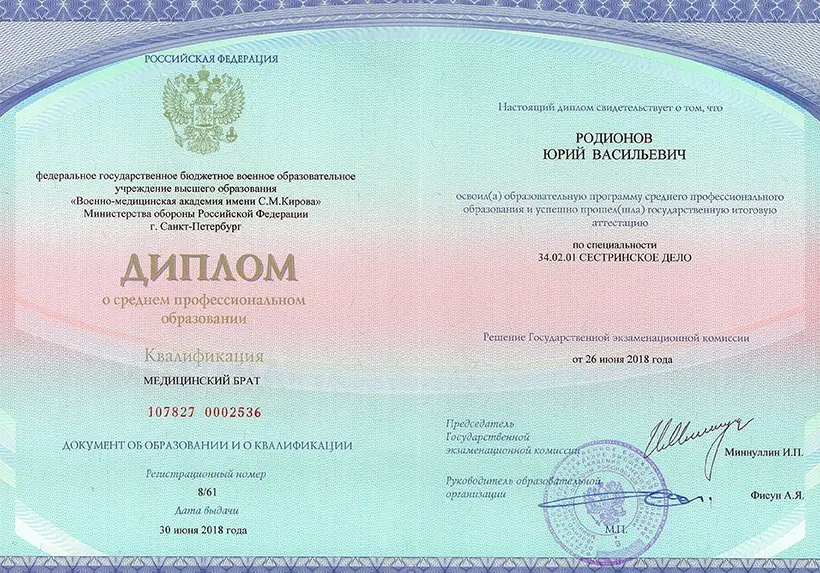 РОССИЙСКАЯ ФЕДЕРАЦИЯ
федеральное государственное бюджетное военное образовательное
учреждение высшего образования
«Военно-медицинская академия имени С.М.Кирова»
Министерства обороны Российской Федерации
г. Санкт-Петербург
ДИПЛОМ
о среднем профессиональном
образовании
Квалификация
МЕДИЦИНСКИЙ БРАТ
107827 0002536
ДОКУМЕНТ ОБ ОБРАЗОВАНИИ И О КВАЛИФИКАЦИИ
Регистрационный номер
8/61
Дата выдачи
30 июня 2018 года
Настоящий диплом свидетельствует о том, что
РОДИОНОВ
ЮРИЙ ВАСИЛЬЕВИЧ
освоил(а) образовательную программу среднего профессионального
образования и успешно прошел(шла) государственную итоговую
аттестацию
по специальности
34.02.01 СЕСТРИНСКОЕ ДЕЛО
Решение Государственной экзаменационной комиссии
от 26 июня 2018 года
Председатель
Государственной
экзаменационной комиссии
Миннуллин И.П.
Руководитель образовательной
организации
Фисун А.Я.
М.П.